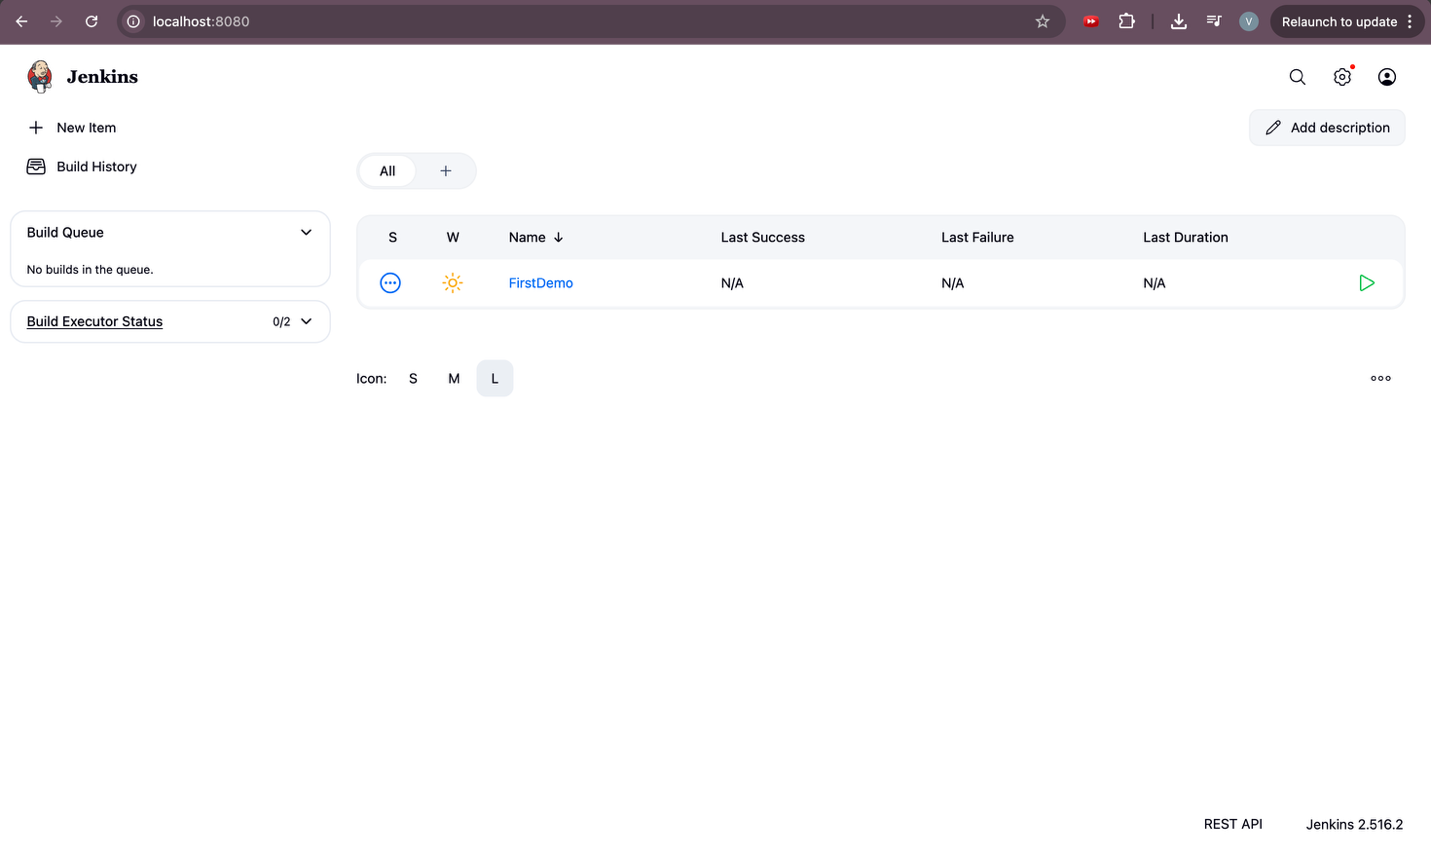 localhost:8080
V
Relaunch to update
Jenkins
New Item
Add description
Build History
All
Build Queue
No builds in the queue.
Build Executor Status 0/2
S W Name ↓ Last Success Last Failure Last Duration
FirstDemo N/A N/A N/A
Icon: S M L
REST API Jenkins 2.516.2